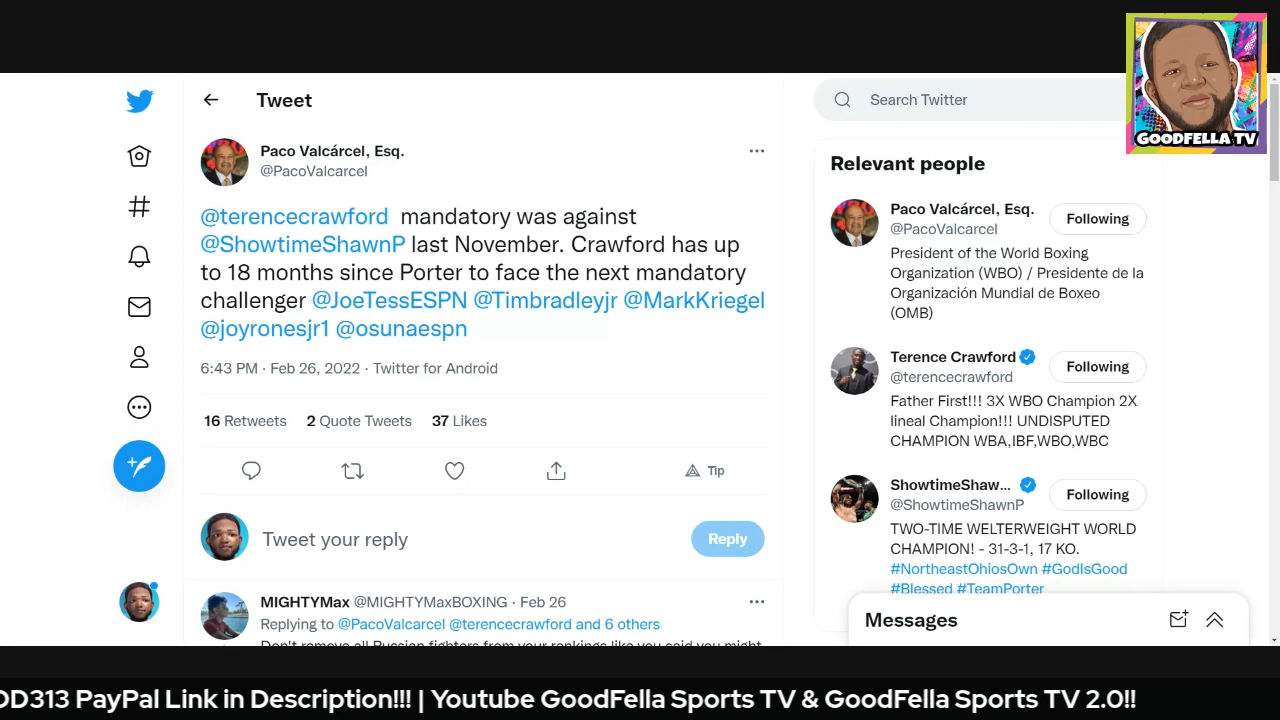 GOODFELLA TV
Tweet
Search Twitter
Paco Valcárcel, Esq.
@PacoValcarcel
@terencecrawford mandatory was against
@ShowtimeShawnP last November. Crawford has up
to 18 months since Porter to face the next mandatory
challenger @JoeTessESPN @Timbradleyjr @MarkKriegel
@joyronesjr1 @osunaespn
6:43 PM · Feb 26, 2022 · Twitter for Android
16 Retweets 2 Quote Tweets 37 Likes
Tip
Tweet your reply
Reply
MIGHTYMax @MIGHTYMaxBOXING · Feb 26
Replying to @PacoValcarcel @terencecrawford and 6 others
Don't remove all Russian fighters from your rankings like you said you might
Relevant people
Paco Valcárcel, Esq.
@PacoValcarcel
Following
President of the World Boxing
Organization (WBO) / Presidente de la
Organización Mundial de Boxeo
(OMB)
Terence Crawford
@terencecrawford
Following
Father First!!! 3X WBO Champion 2X
lineal Champion!!! UNDISPUTED
CHAMPION WBA,IBF,WBO,WBC
ShowtimeShaw...
@ShowtimeShawnP
Following
TWO-TIME WELTERWEIGHT WORLD
CHAMPION! - 31-3-1, 17 KO.
#NortheastOhiosOwn #GodIsGood
#Blessed #TeamPorter
Messages
OD313 PayPal Link in Description!!! | Youtube GoodFella Sports TV & GoodFella Sports TV 2.0!!